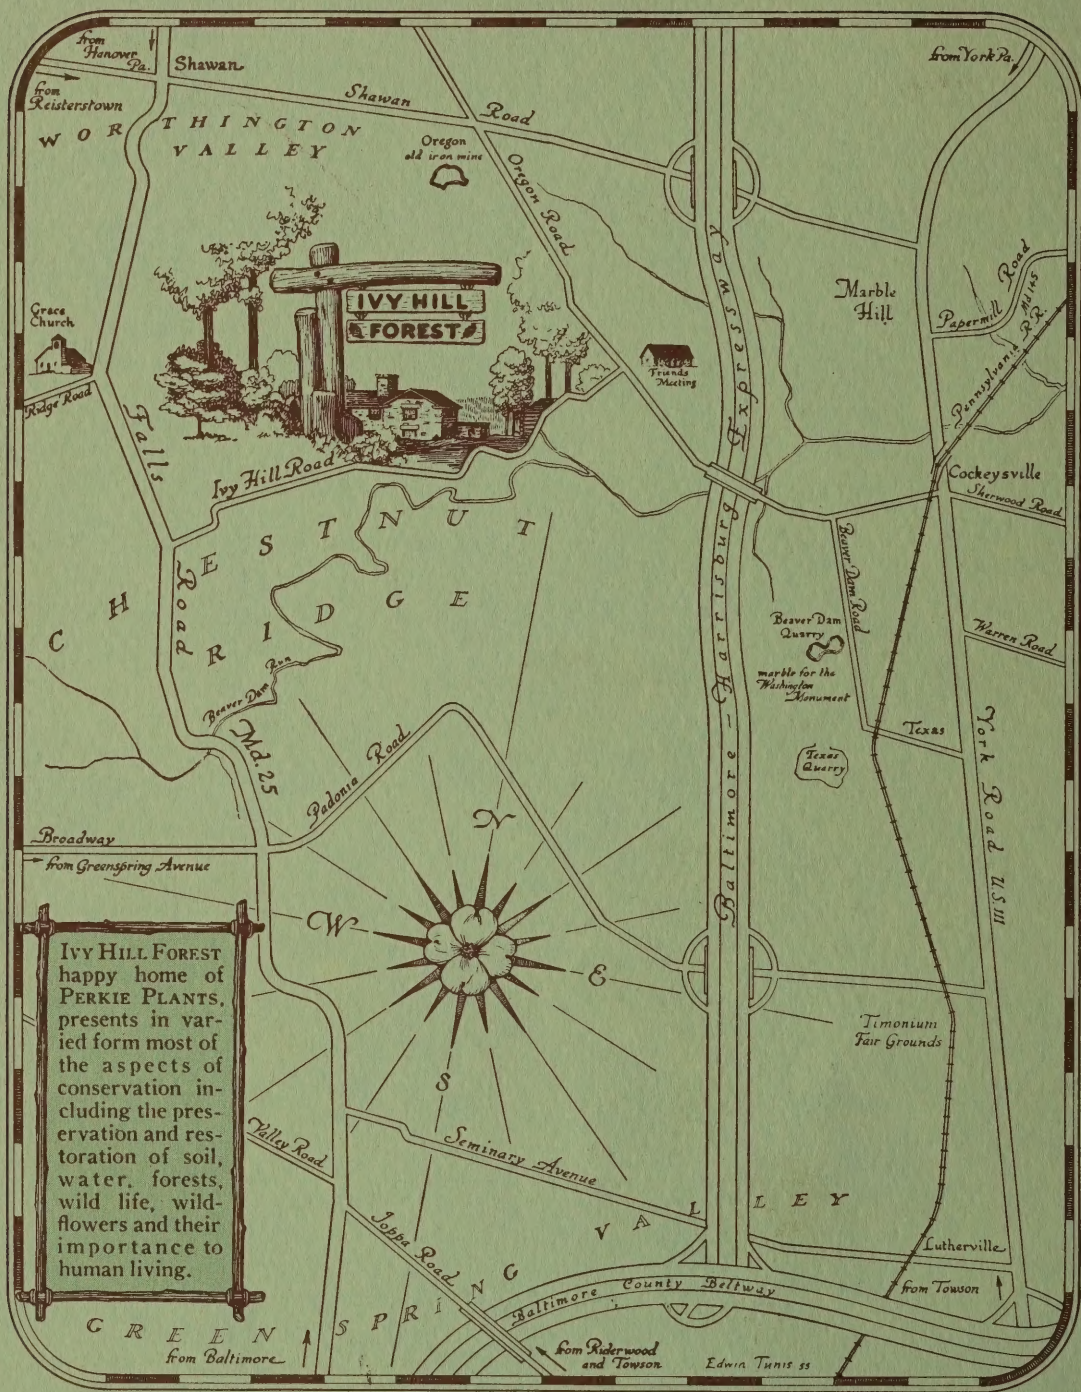 from
Hanover
Pa.
Shawan
from York Pa.
from
Reisterstown
Shawan Road
WORTHINGTON
VALLEY
Oregon
old iron mine
Oregon Road
IVY HILL
FOREST
Marble
Hill
Papermill Road
Md 145
Pennsylvania R.R.
Grace
Church
Ridge Road
Friends
Meeting
Falls Road
Ivy Hill Road
Cockeysville
Sherwood Road
CHESTNUT
RIDGE
Beaver Dam Road
Beaver Dam
Quarry
marble for the
Washington
Monument
Warren Road
Beaver Dam Run
Md. 25
Padonia Road
Texas
Texas
Quarry
York Road U.S. 111
Baltimore - Harrisburg Expressway
Broadway
from Greenspring Avenue
N
W
E
S
IVY HILL FOREST
happy home of
PERKIE PLANTS,
presents in var-
ied form most of
the aspects of
conservation in-
cluding the pres-
ervation and res-
toration of soil,
water, forests,
wild life, wild-
flowers and their
importance to
human living.
Timonium
Fair Grounds
Valley Road
Seminary Avenue
Joppa Road
GREEN SPRING VALLEY
Lutherville
Baltimore County Beltway
from Towson
from Baltimore
from Riderwood
and Towson
Edwin Tunis 55